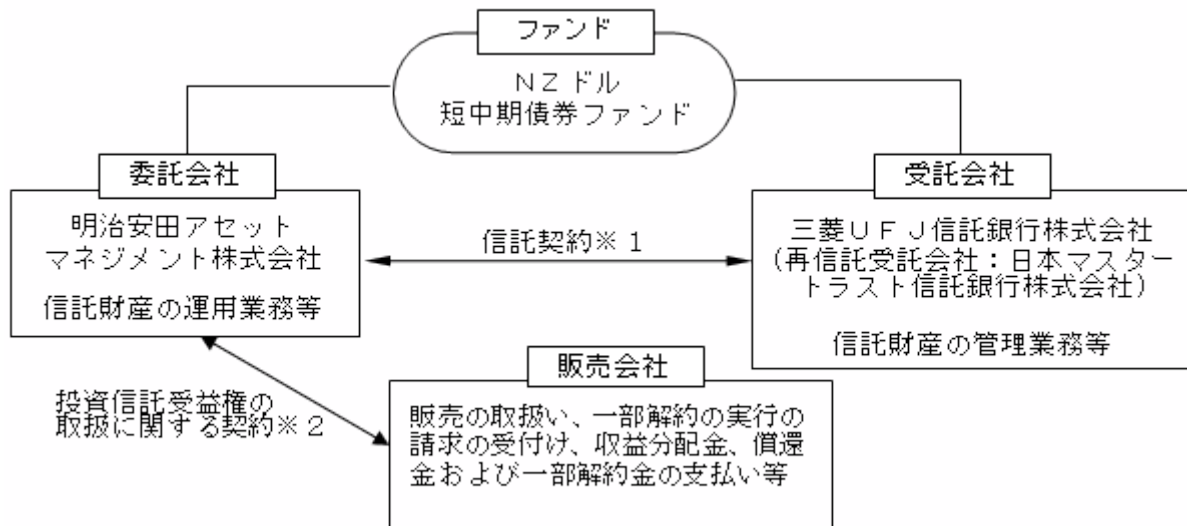 ファンド
ＮＺドル
短中期債券ファンド
委託会社
明治安田アセット
マネジメント株式会社
信託財産の運用業務等
信託契約※１
受託会社
三菱ＵＦＪ信託銀行株式会社
(再信託受託会社：日本マスター
トラスト信託銀行株式会社)
信託財産の管理業務等
投資信託受益権の
取扱に関する契約※２
販売会社
販売の取扱い、一部解約の実行の
請求の受付け、収益分配金、償還
金および一部解約金の支払い等